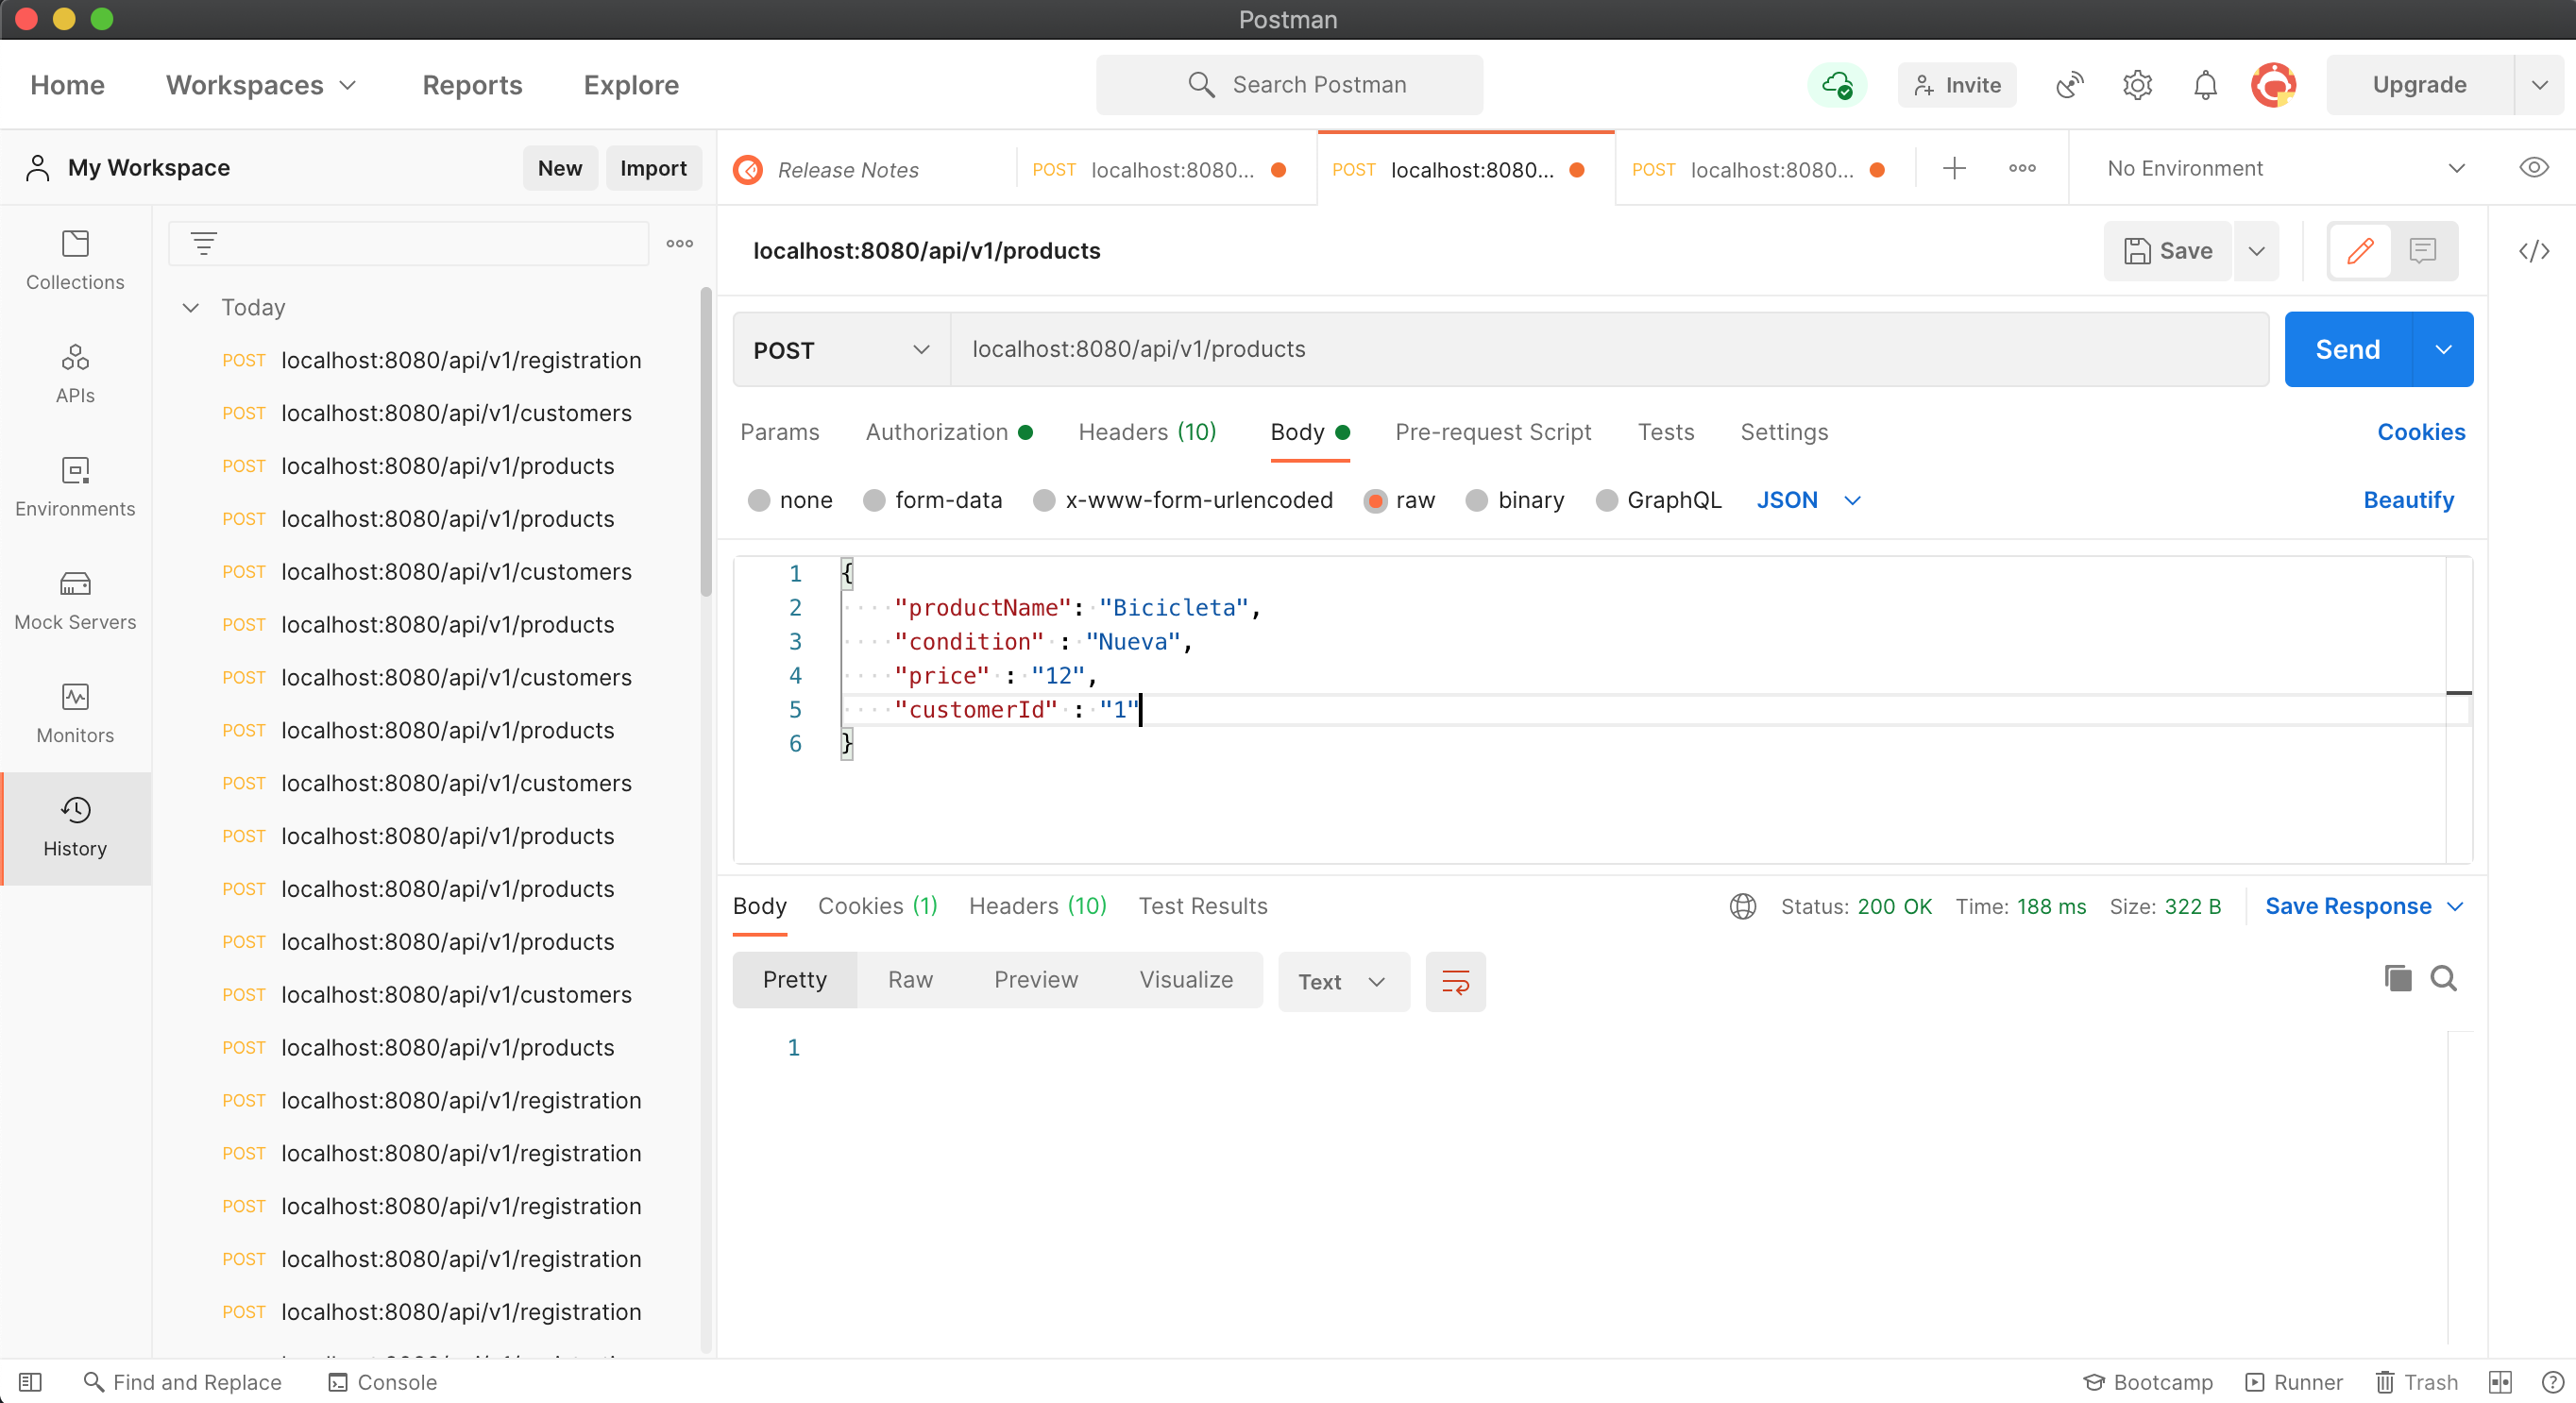 Postman
Home Workspaces Reports Explore Search Postman Invite Upgrade
My Workspace New Import
Release Notes POST localhost:8080... POST localhost:8080... POST localhost:8080... No Environment
Collections
APIs
Environments
Mock Servers
Monitors
History
Today
POST localhost:8080/api/v1/registration
POST localhost:8080/api/v1/customers
POST localhost:8080/api/v1/products
POST localhost:8080/api/v1/products
POST localhost:8080/api/v1/customers
POST localhost:8080/api/v1/products
POST localhost:8080/api/v1/customers
POST localhost:8080/api/v1/products
POST localhost:8080/api/v1/customers
POST localhost:8080/api/v1/products
POST localhost:8080/api/v1/products
POST localhost:8080/api/v1/products
POST localhost:8080/api/v1/customers
POST localhost:8080/api/v1/products
POST localhost:8080/api/v1/registration
POST localhost:8080/api/v1/registration
POST localhost:8080/api/v1/registration
POST localhost:8080/api/v1/registration
POST localhost:8080/api/v1/registration
localhost:8080/api/v1/products Save
POST localhost:8080/api/v1/products Send
Params Authorization Headers (10) Body Pre-request Script Tests Settings Cookies
none form-data x-www-form-urlencoded raw binary GraphQL JSON Beautify
1 {
2 "productName": "Bicicleta",
3 "condition" : "Nueva",
4 "price" : "12",
5 "customerId" : "1"
6 }
Body Cookies (1) Headers (10) Test Results Status: 200 OK Time: 188 ms Size: 322 B Save Response
Pretty Raw Preview Visualize Text
1
Find and Replace Console Bootcamp Runner Trash